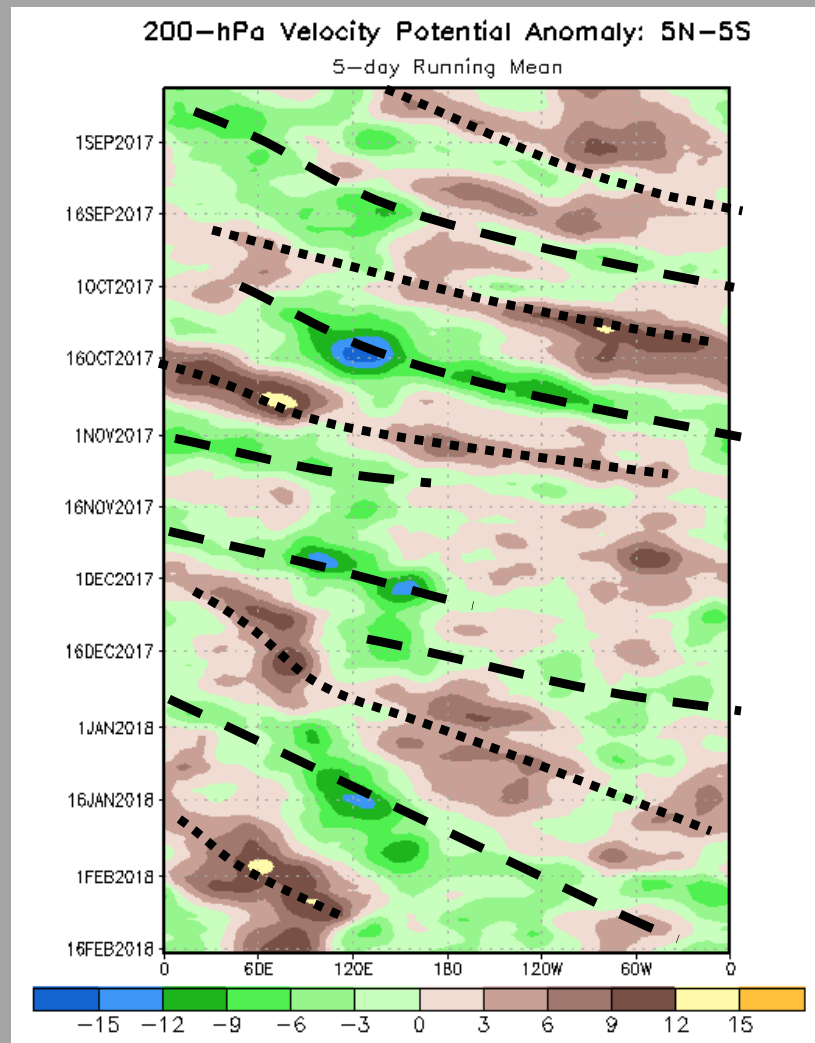 200-hPa Velocity Potential Anomaly: 5N-5S
5-day Running Mean
1SEP2017
16SEP2017
1OCT2017
16OCT2017
1NOV2017
16NOV2017
1DEC2017
16DEC2017
1JAN2018
16JAN2018
1FEB2018
16FEB2018
0 60E 120E 180 120W 60W 0
-15 -12 -9 -6 -3 0 3 6 9 12 15